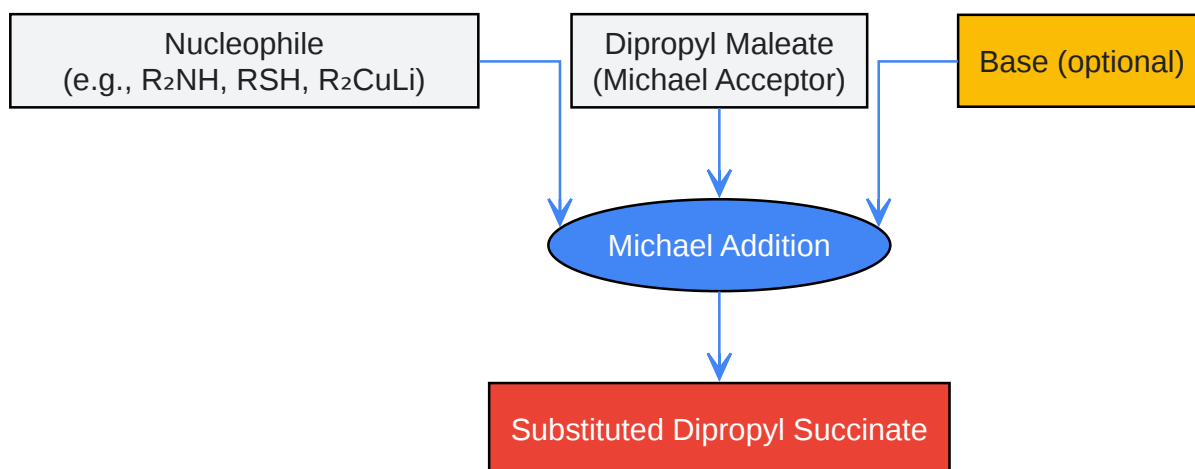 Nucleophile
(e.g., R₂NH, RSH, R₂CuLi)
Dipropyl Maleate
(Michael Acceptor)
Base (optional)
Michael Addition
Substituted Dipropyl Succinate